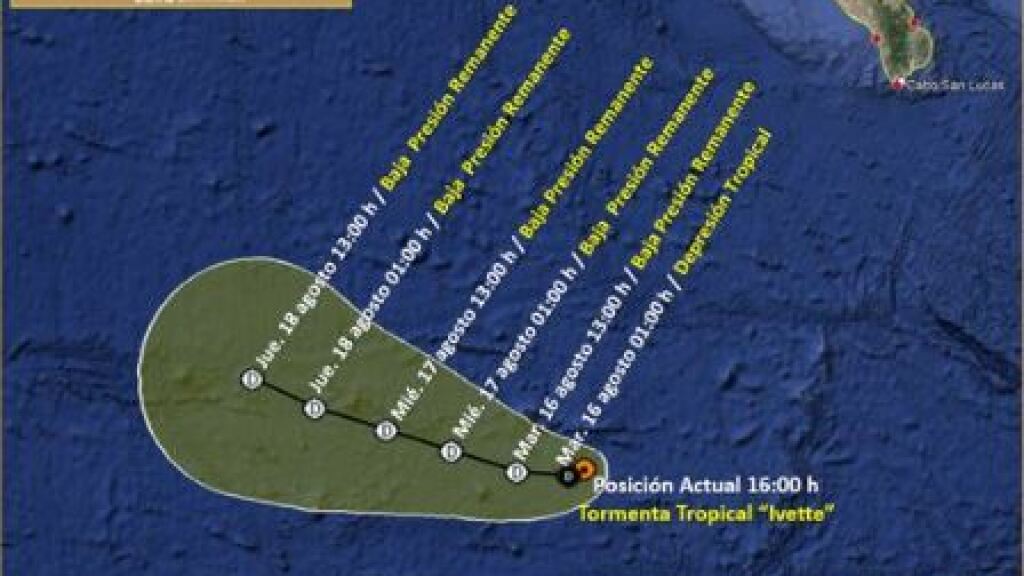 Cabo San Lucas
Jue. 18 agosto 13:00 h / Baja Presión Remanente
Jue. 18 agosto 01:00 h / Baja Presión Remanente
Mié. 17 agosto 13:00 h / Baja Presión Remanente
Mié. 17 agosto 01:00 h / Baja Presión Remanente
Mar. 16 agosto 13:00 h / Baja Presión Remanente
Mar. 16 agosto 01:00 h / Depresión Tropical
Posición Actual 16:00 h
Tormenta Tropical “Ivette”